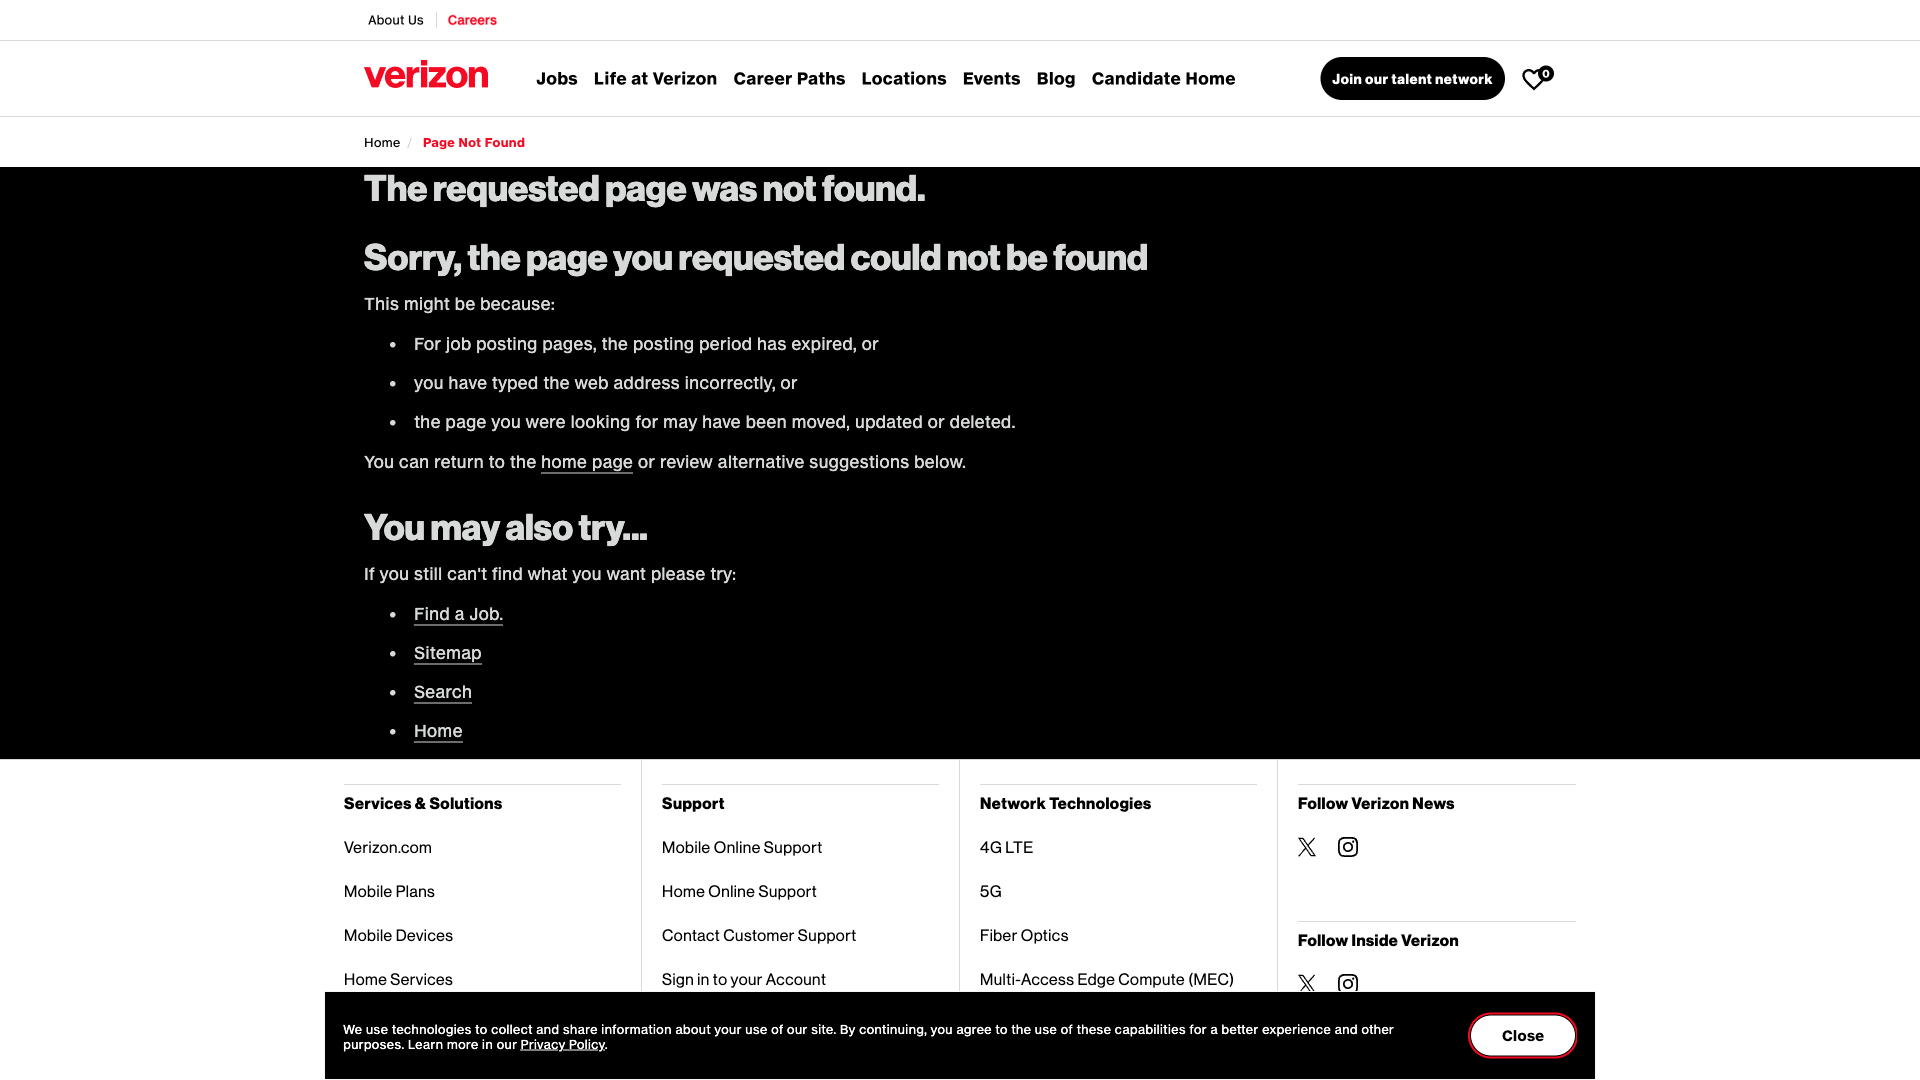 About Us
Careers
verizon
Jobs
Life at Verizon
Career Paths
Locations
Events
Blog
Candidate Home
Join our talent network
0
Home / Page Not Found
The requested page was not found.
Sorry, the page you requested could not be found
This might be because:
• For job posting pages, the posting period has expired, or
• you have typed the web address incorrectly, or
• the page you were looking for may have been moved, updated or deleted.
You can return to the home page or review alternative suggestions below.
You may also try...
If you still can't find what you want please try:
• Find a Job.
• Sitemap
• Search
• Home
Services & Solutions
Verizon.com
Mobile Plans
Mobile Devices
Home Services
Support
Mobile Online Support
Home Online Support
Contact Customer Support
Sign in to your Account
Network Technologies
4G LTE
5G
Fiber Optics
Multi-Access Edge Compute (MEC)
Follow Verizon News
Follow Inside Verizon
We use technologies to collect and share information about your use of our site. By continuing, you agree to the use of these capabilities for a better experience and other
purposes. Learn more in our Privacy Policy.
Close